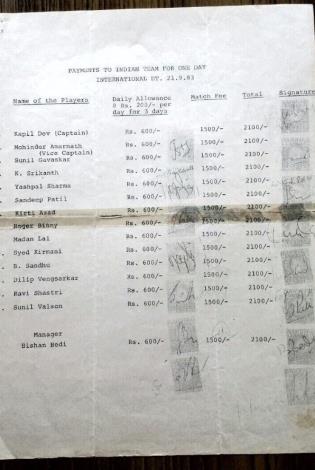 PAYMENTS TO INDIAN TEAM FOR ONE DAY
INTERNATIONAL DT. 21.9.83
Name of the Players Daily Allowance Match Fee Total Signature
@ Rs. 200/- per
day for 3 days
Kapil Dev (Captain) Rs. 600/- 1500/- 2100/-
Mohinder Amarnath Rs. 600/- 1500/- 2100/-
(Vice Captain)
Sunil Gavaskar Rs. 600/- 1500/- 2100/-
K. Srikanth Rs. 600/- 1500/- 2100/-
Yashpal Sharma Rs. 600/- 1500/- 2100/-
Sandeep Patil Rs. 600/- 1500/- 2100/-
Kirti Azad Rs. 600/- 1500/- 2100/-
Roger Binny Rs. 600/- 1500/- 2100/-
Madan Lal Rs. 600/- 1500/- 2100/-
Syed Kirmani Rs. 600/- 1500/- 2100/-
B. Sandhu Rs. 600/- 1500/- 2100/-
Dilip Vengsarkar Rs. 600/- 1500/- 2100/-
Ravi Shastri Rs. 600/- 1500/- 2100/-
Sunil Valson Rs. 600/- 1500/- 2100/-
Manager
Bishan Bedi Rs. 600/- 1500/- 2100/-